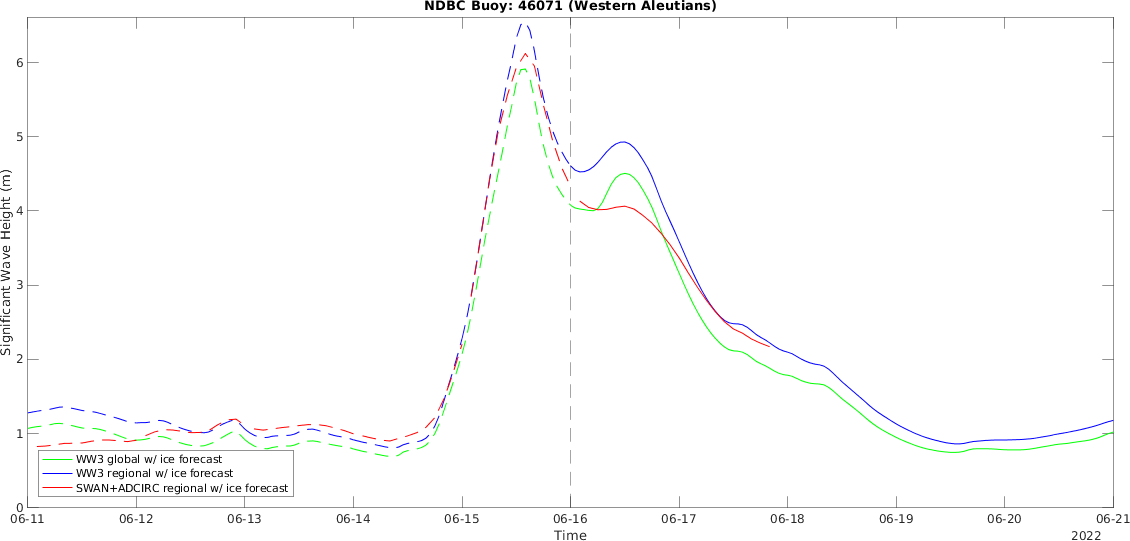 NDBC Buoy: 46071 (Western Aleutians)
6
5
4
3
2
1
0
Significant Wave Height (m)
WW3 global w/ ice forecast
WW3 regional w/ ice forecast
SWAN+ADCIRC regional w/ ice forecast
06-11 06-12 06-13 06-14 06-15 06-16 06-17 06-18 06-19 06-20 06-21
Time
2022